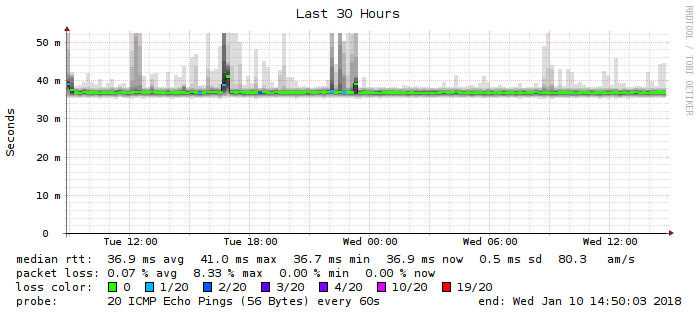 Last 30 Hours
RRDTOOL / TOBI OETIKER
Seconds
50 m
40 m
30 m
20 m
10 m
0
Tue 12:00 Tue 18:00 Wed 00:00 Wed 06:00 Wed 12:00
median rtt: 36.9 ms avg 41.0 ms max 36.7 ms min 36.9 ms now 0.5 ms sd 80.3 am/s
packet loss: 0.07 % avg 8.33 % max 0.00 % min 0.00 % now
loss color: 0 1/20 2/20 3/20 4/20 10/20 19/20
probe: 20 ICMP Echo Pings (56 Bytes) every 60s end: Wed Jan 10 14:50:03 2018